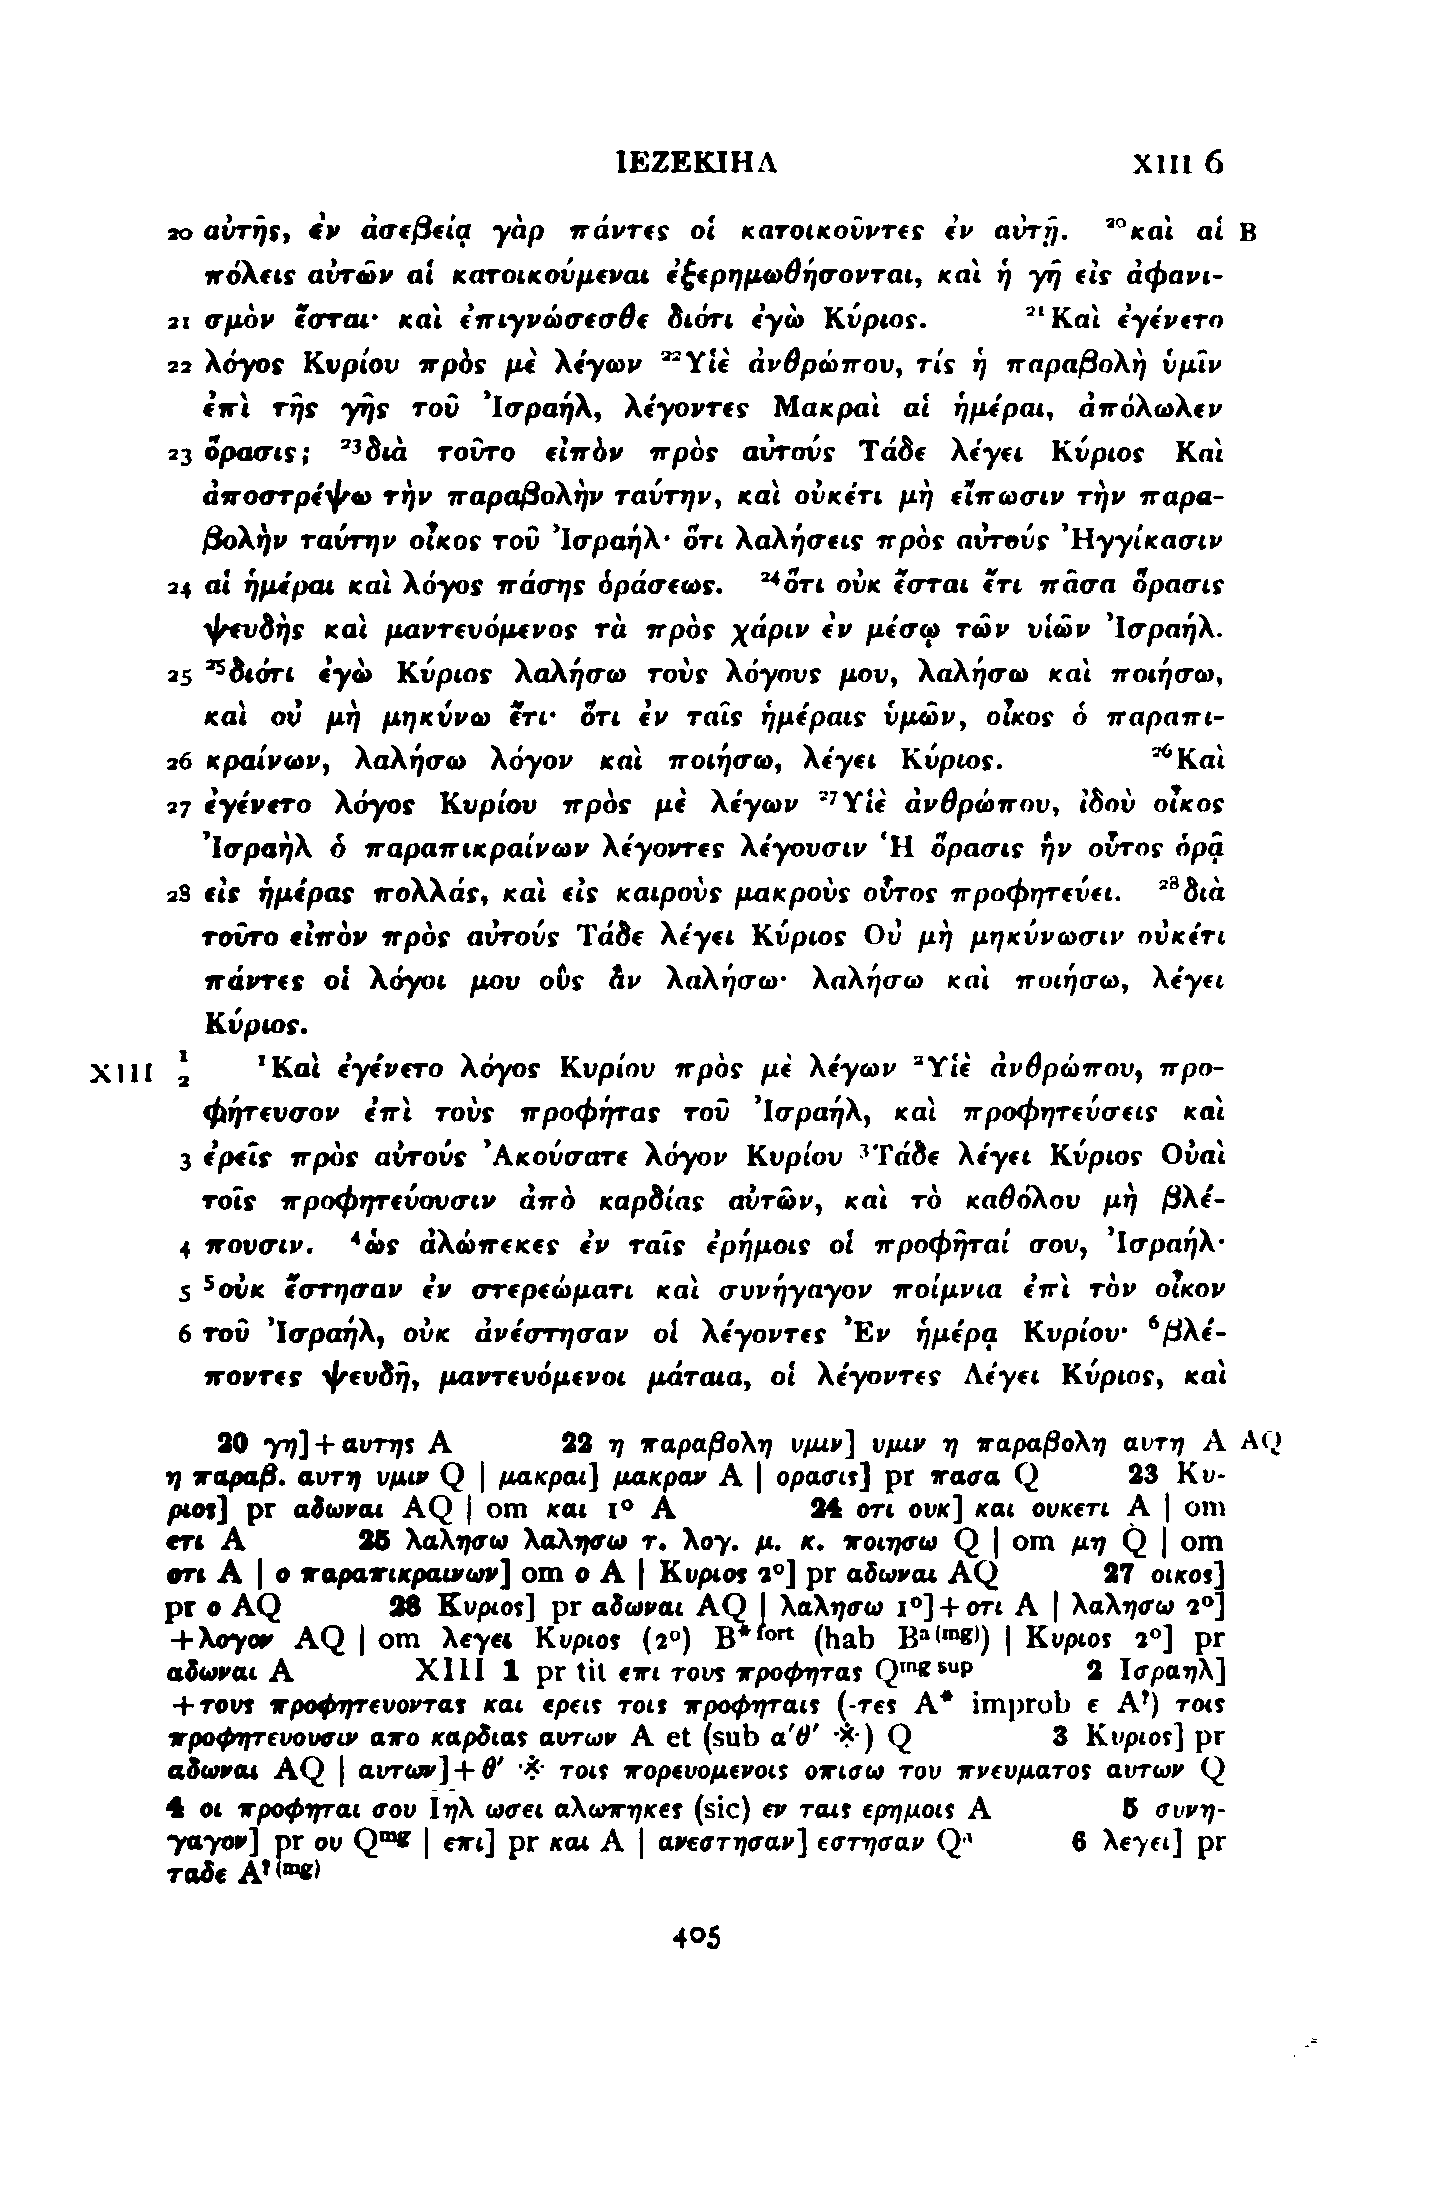 ΙΕΖΕΚΙΗΛ XIII 6
20 αὐτῆς, ἐν ἀσεβείᾳ γὰρ πάντες οἱ κατοικοῦντες ἐν αὐτῇ. ²⁰καὶ αἱ B
πόλεις αὐτῶν αἱ κατοικούμεναι ἐξερημωθήσονται, καὶ ἡ γῆ εἰς ἀφανι-
21 σμὸν ἔσται· καὶ ἐπιγνώσεσθε διότι ἐγὼ Κύριος. ²¹Καὶ ἐγένετο
22 λόγος Κυρίου πρὸς μὲ λέγων ²²Υἱὲ ἀνθρώπου, τίς ἡ παραβολὴ ὑμῖν
ἐπὶ τῆς γῆς τοῦ Ἰσραήλ, λέγοντες Μακραὶ αἱ ἡμέραι, ἀπόλωλεν
23 ὅρασις; ²³διὰ τοῦτο εἰπὸν πρὸς αὐτούς Τάδε λέγει Κύριος Καὶ
ἀποστρέψω τὴν παραβολὴν ταύτην, καὶ οὐκέτι μὴ εἴπωσιν τὴν παρα-
βολὴν ταύτην οἶκος τοῦ Ἰσραήλ· ὅτι λαλήσεις πρὸς αὐτούς Ἠγγίκασιν
24 αἱ ἡμέραι καὶ λόγος πάσης ὁράσεως. ²⁴ὅτι οὐκ ἔσται ἔτι πᾶσα ὅρασις
ψευδὴς καὶ μαντευόμενος τὰ πρὸς χάριν ἐν μέσῳ τῶν υἱῶν Ἰσραήλ.
25 ²⁵διότι ἐγὼ Κύριος λαλήσω τοὺς λόγους μου, λαλήσω καὶ ποιήσω,
καὶ οὐ μὴ μηκύνω ἔτι· ὅτι ἐν ταῖς ἡμέραις ὑμῶν, οἶκος ὁ παραπι-
26 κραίνων, λαλήσω λόγον καὶ ποιήσω, λέγει Κύριος. ²⁶Καὶ
27 ἐγένετο λόγος Κυρίου πρὸς μὲ λέγων ²⁷Υἱὲ ἀνθρώπου, ἰδοὺ οἶκος
Ἰσραὴλ ὁ παραπικραίνων λέγοντες λέγουσιν Ἡ ὅρασις ἣν οὗτος ὁρᾷ
28 εἰς ἡμέρας πολλάς, καὶ εἰς καιροὺς μακροὺς οὗτος προφητεύει. ²⁸διὰ
τοῦτο εἰπὸν πρὸς αὐτούς Τάδε λέγει Κύριος Οὐ μὴ μηκύνωσιν οὐκέτι
πάντες οἱ λόγοι μου οὓς ἂν λαλήσω· λαλήσω καὶ ποιήσω, λέγει
Κύριος.
XIII 1 2 ¹Καὶ ἐγένετο λόγος Κυρίου πρὸς μὲ λέγων ²Υἱὲ ἀνθρώπου, προ-
φήτευσον ἐπὶ τοὺς προφήτας τοῦ Ἰσραήλ, καὶ προφητεύσεις καὶ
3 ἐρεῖς πρὸς αὐτούς Ἀκούσατε λόγον Κυρίου ³Τάδε λέγει Κύριος Οὐαὶ
τοῖς προφητεύουσιν ἀπὸ καρδίας αὐτῶν, καὶ τὸ καθόλου μὴ βλέ-
4 πουσιν. ⁴ὡς ἀλώπεκες ἐν ταῖς ἐρήμοις οἱ προφῆταί σου, Ἰσραήλ·
5 ⁵οὐκ ἔστησαν ἐν στερεώματι καὶ συνήγαγον ποίμνια ἐπὶ τὸν οἶκον
6 τοῦ Ἰσραήλ, οὐκ ἀνέστησαν οἱ λέγοντες Ἐν ἡμέρᾳ Κυρίου· ⁶βλέ-
ποντες ψευδῆ, μαντευόμενοι μάταια, οἱ λέγοντες Λέγει Κύριος, καὶ
20 γη]+αυτης A 22 η παραβολη υμιν] υμιν η παραβολη αυτη A AQ
η παραβ. αυτη υμιν Q | μακραι] μακραν A | ορασις] pr πασα Q 23 Κυ-
ριος] pr αδωναι AQ | om και 1° A 24 οτι ουκ] και ουκετι A | om
ετι A 25 λαλησω λαλησω τ. λογ. μ. κ. ποιησω Q | om μη Q | om
οτι A | ο παραπικραινων] om ο A | Κυριος 2°] pr αδωναι AQ 27 οικος]
pr ο AQ 28 Κυριος] pr αδωναι AQ | λαλησω 1°]+οτι A | λαλησω 2°]
+λογον AQ | om λεγει Κυριος (2°) B*fort (hab Ba(mg)) | Κυριος 2°] pr
αδωναι A XIII 1 pr tit επι τους προφητας Qmg sup 2 Ισραηλ]
+τους προφητευοντας και ερεις τοις προφηταις (-τες A* improb ε A?) τοις
προφητευουσιν απο καρδιας αυτων A et (sub α′θ′ ※) Q 3 Κυριος] pr
αδωναι AQ | αυτων]+θ′ ※ τοις πορευομενοις οπισω του πνευματος αυτων Q
4 οι προφηται σου Ιηλ ωσει αλωπηκες (sic) εν ταις ερημοις A 5 συνη-
γαγον] pr ου Qmg | επι] pr και A | ανεστησαν] εστησαν Qa 6 λεγει] pr
ταδε A?(mg)
405